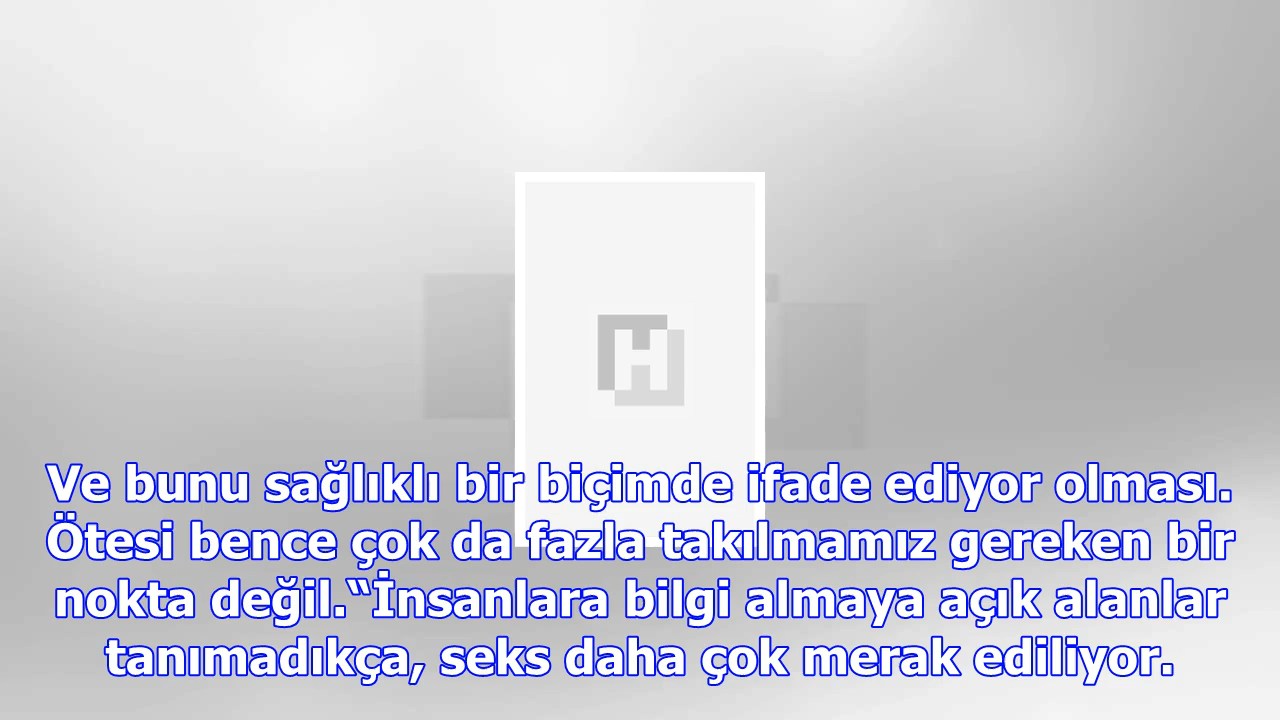 H
Ve bunu sağlıklı bir biçimde ifade ediyor olması.
Ötesi bence çok da fazla takılmamız gereken bir
nokta değil.“İnsanlara bilgi almaya açık alanlar
tanımadıkça, seks daha çok merak ediliyor.